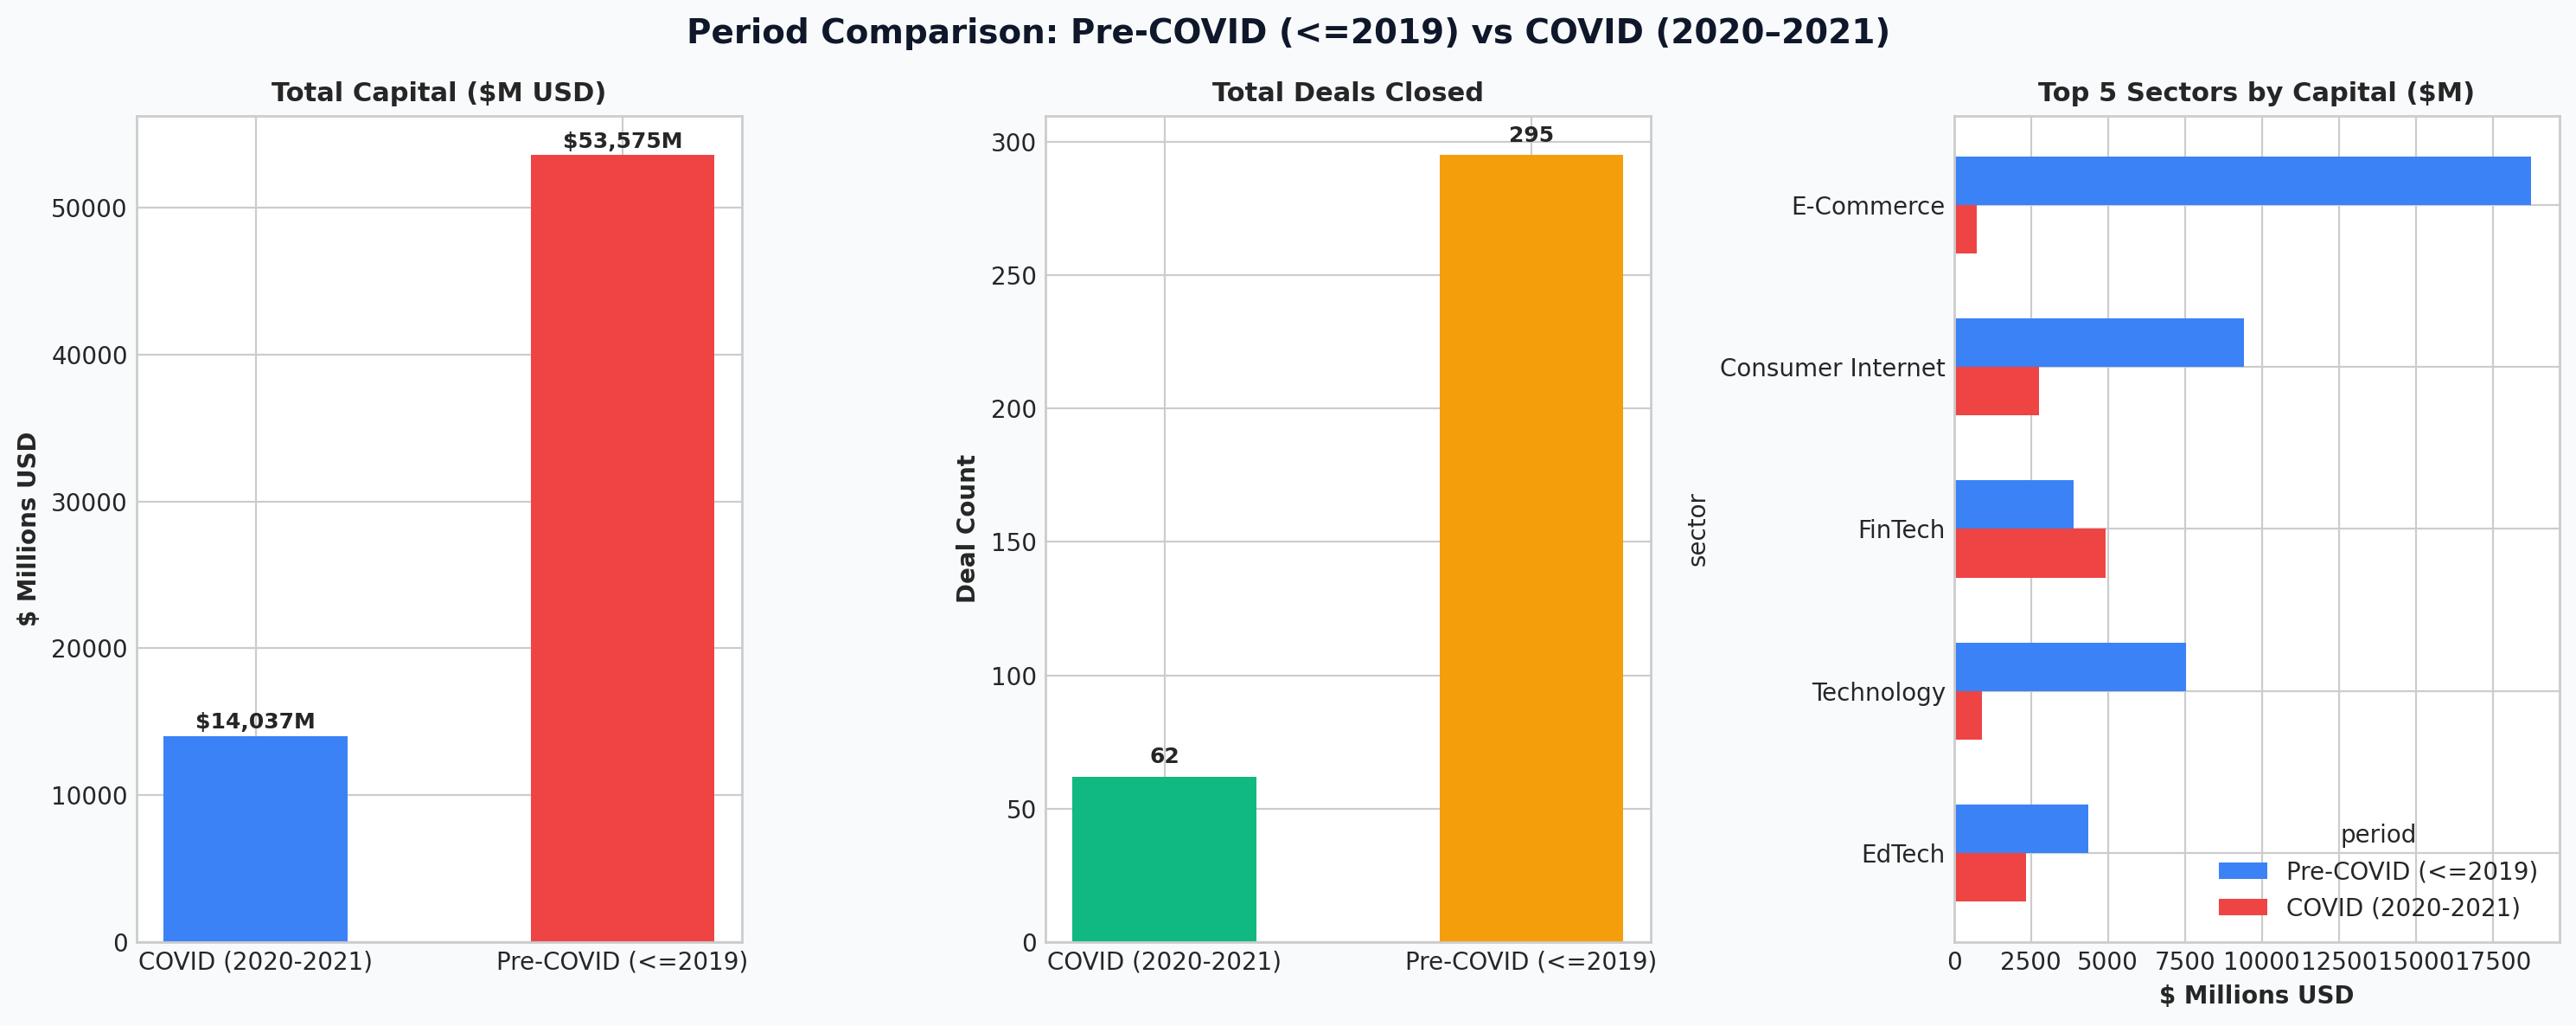 Period Comparison: Pre-COVID (<=2019) vs COVID (2020–2021)
Total Capital ($M USD)
$ Millions USD
50000
40000
30000
20000
10000
0
$14,037M
$53,575M
COVID (2020-2021)
Pre-COVID (<=2019)
Total Deals Closed
Deal Count
300
250
200
150
100
50
0
62
295
COVID (2020-2021)
Pre-COVID (<=2019)
Top 5 Sectors by Capital ($M)
sector
E-Commerce
Consumer Internet
FinTech
Technology
EdTech
period
Pre-COVID (<=2019)
COVID (2020-2021)
0 2500 5000 7500 10000 12500 15000 17500
$ Millions USD